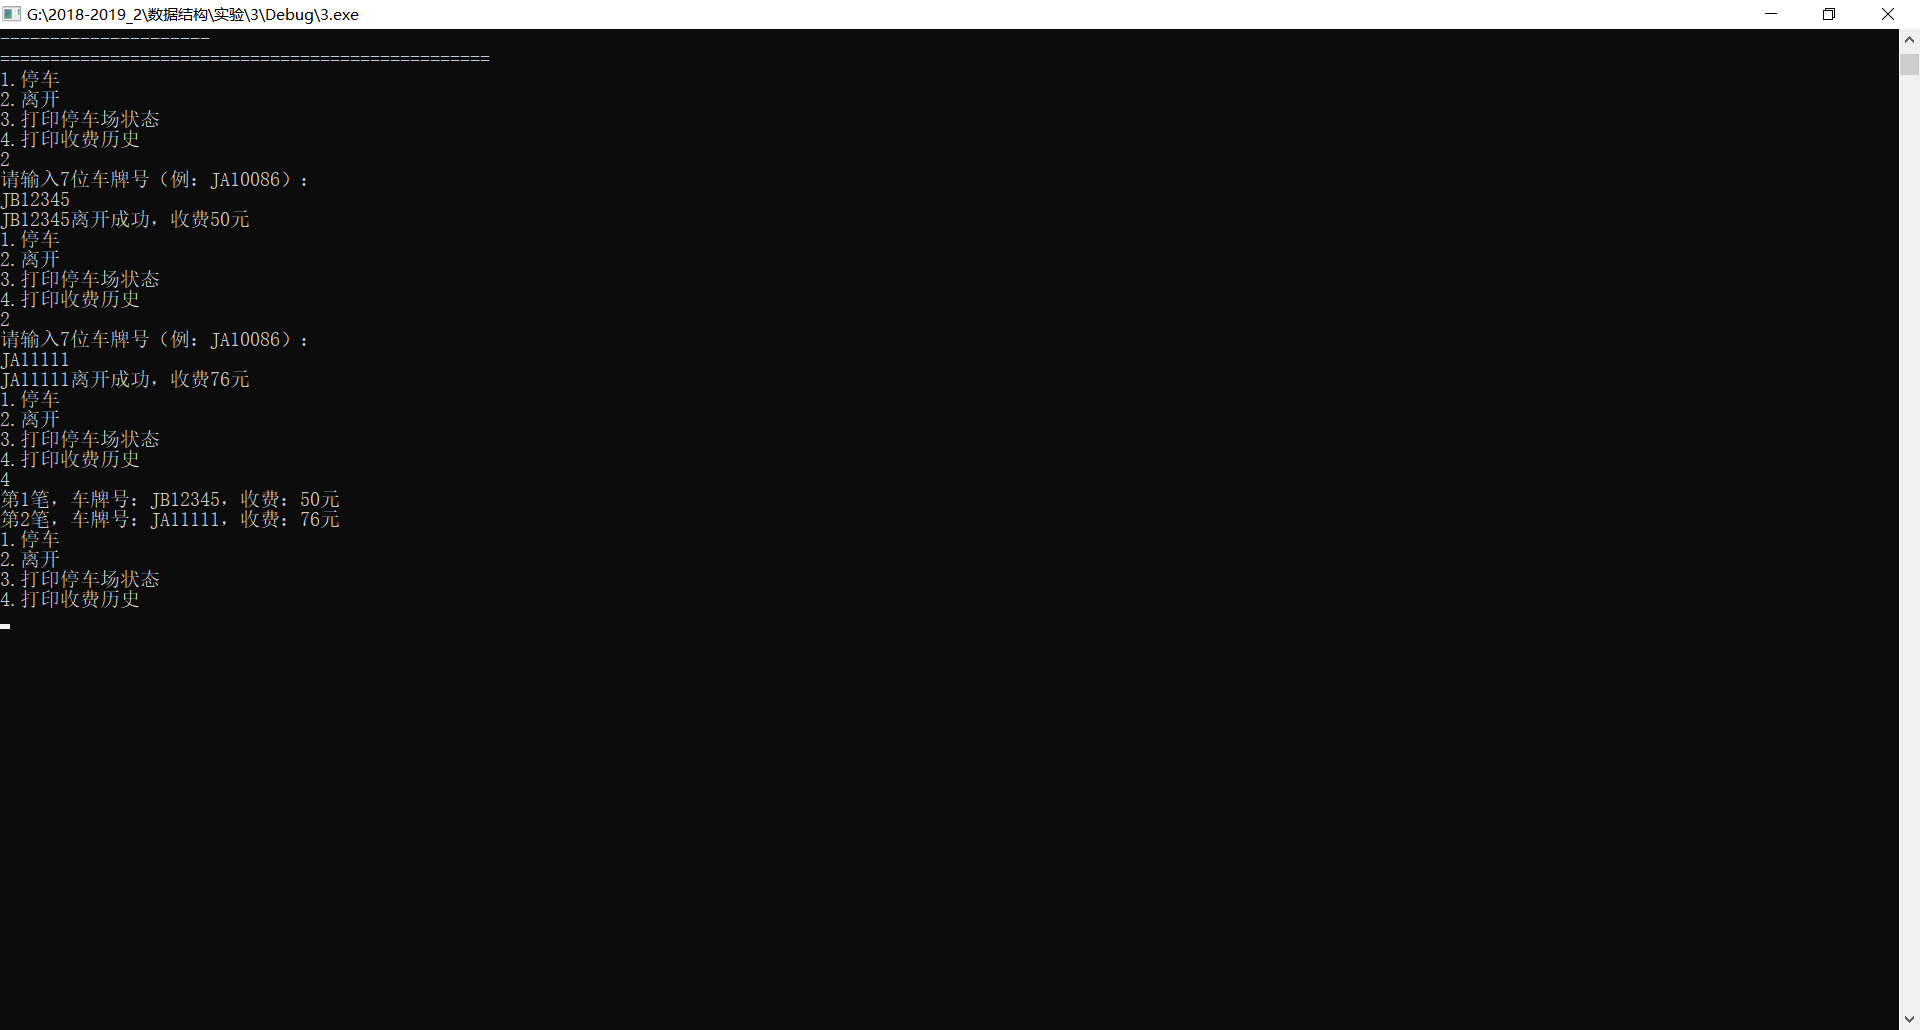 G:\2018-2019_2\数据结构\实验\3\Debug\3.exe
---------------------
=================================================
1.停车
2.离开
3.打印停车场状态
4.打印收费历史
2
请输入7位车牌号（例：JA10086）：
JB12345
JB12345离开成功，收费50元
1.停车
2.离开
3.打印停车场状态
4.打印收费历史
2
请输入7位车牌号（例：JA10086）：
JA11111
JA11111离开成功，收费76元
1.停车
2.离开
3.打印停车场状态
4.打印收费历史
4
第1笔，车牌号：JB12345，收费：50元
第2笔，车牌号：JA11111，收费：76元
1.停车
2.离开
3.打印停车场状态
4.打印收费历史